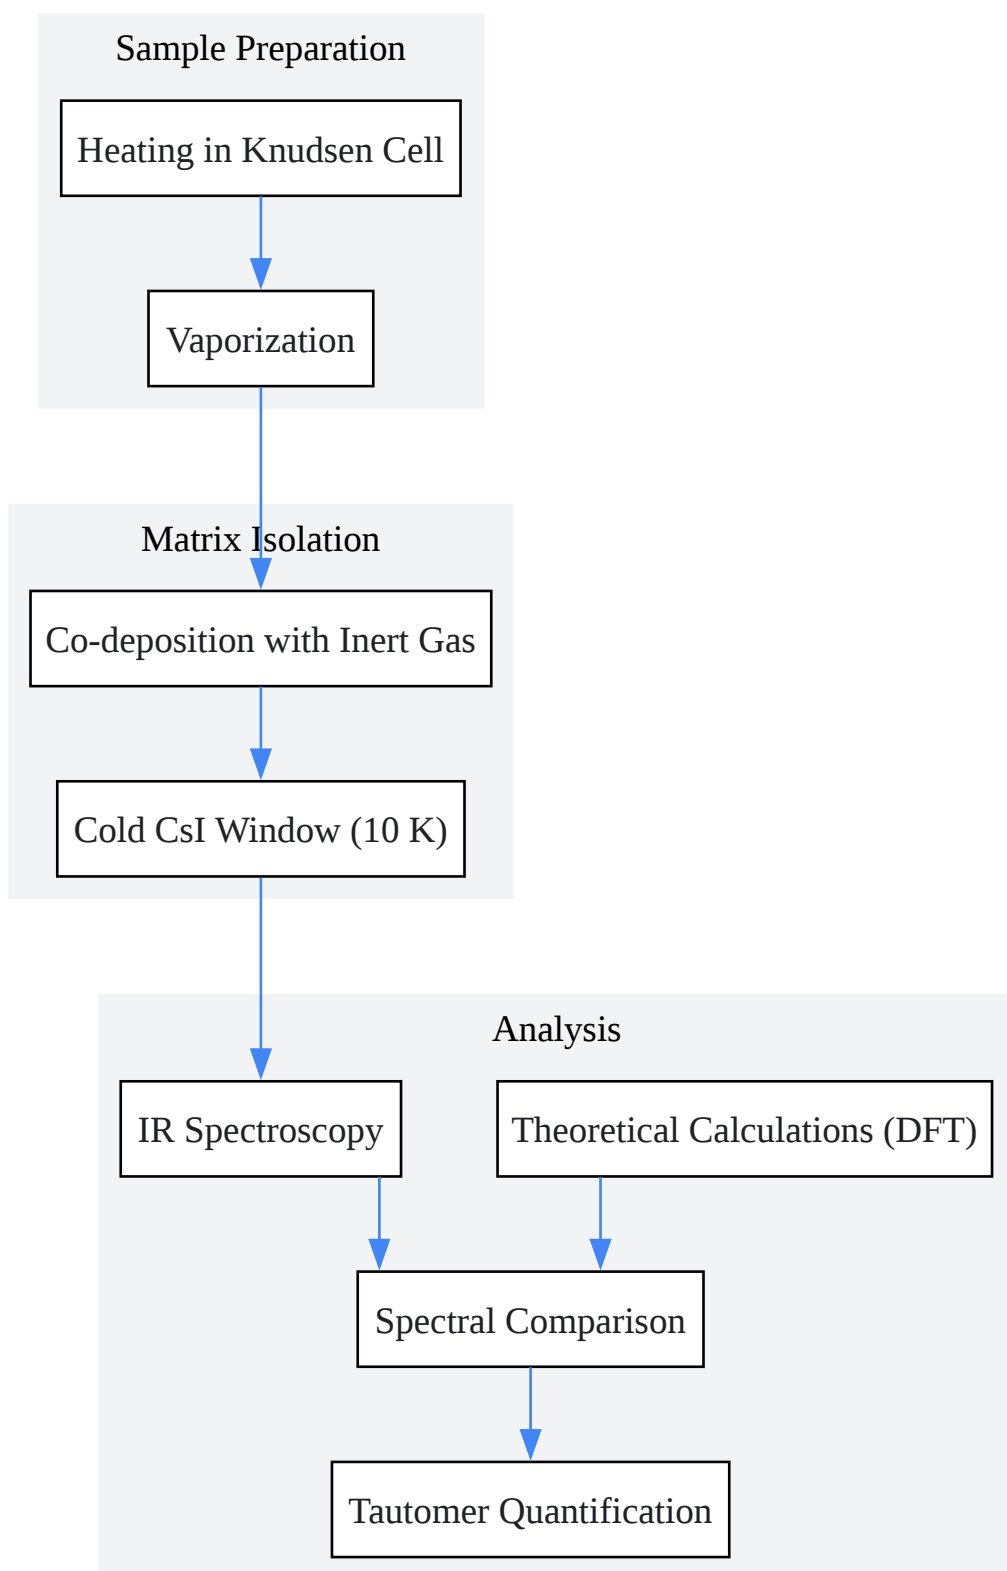 Sample Preparation
Heating in Knudsen Cell
Vaporization
Matrix Isolation
Co-deposition with Inert Gas
Cold CsI Window (10 K)
Analysis
IR Spectroscopy
Theoretical Calculations (DFT)
Spectral Comparison
Tautomer Quantification